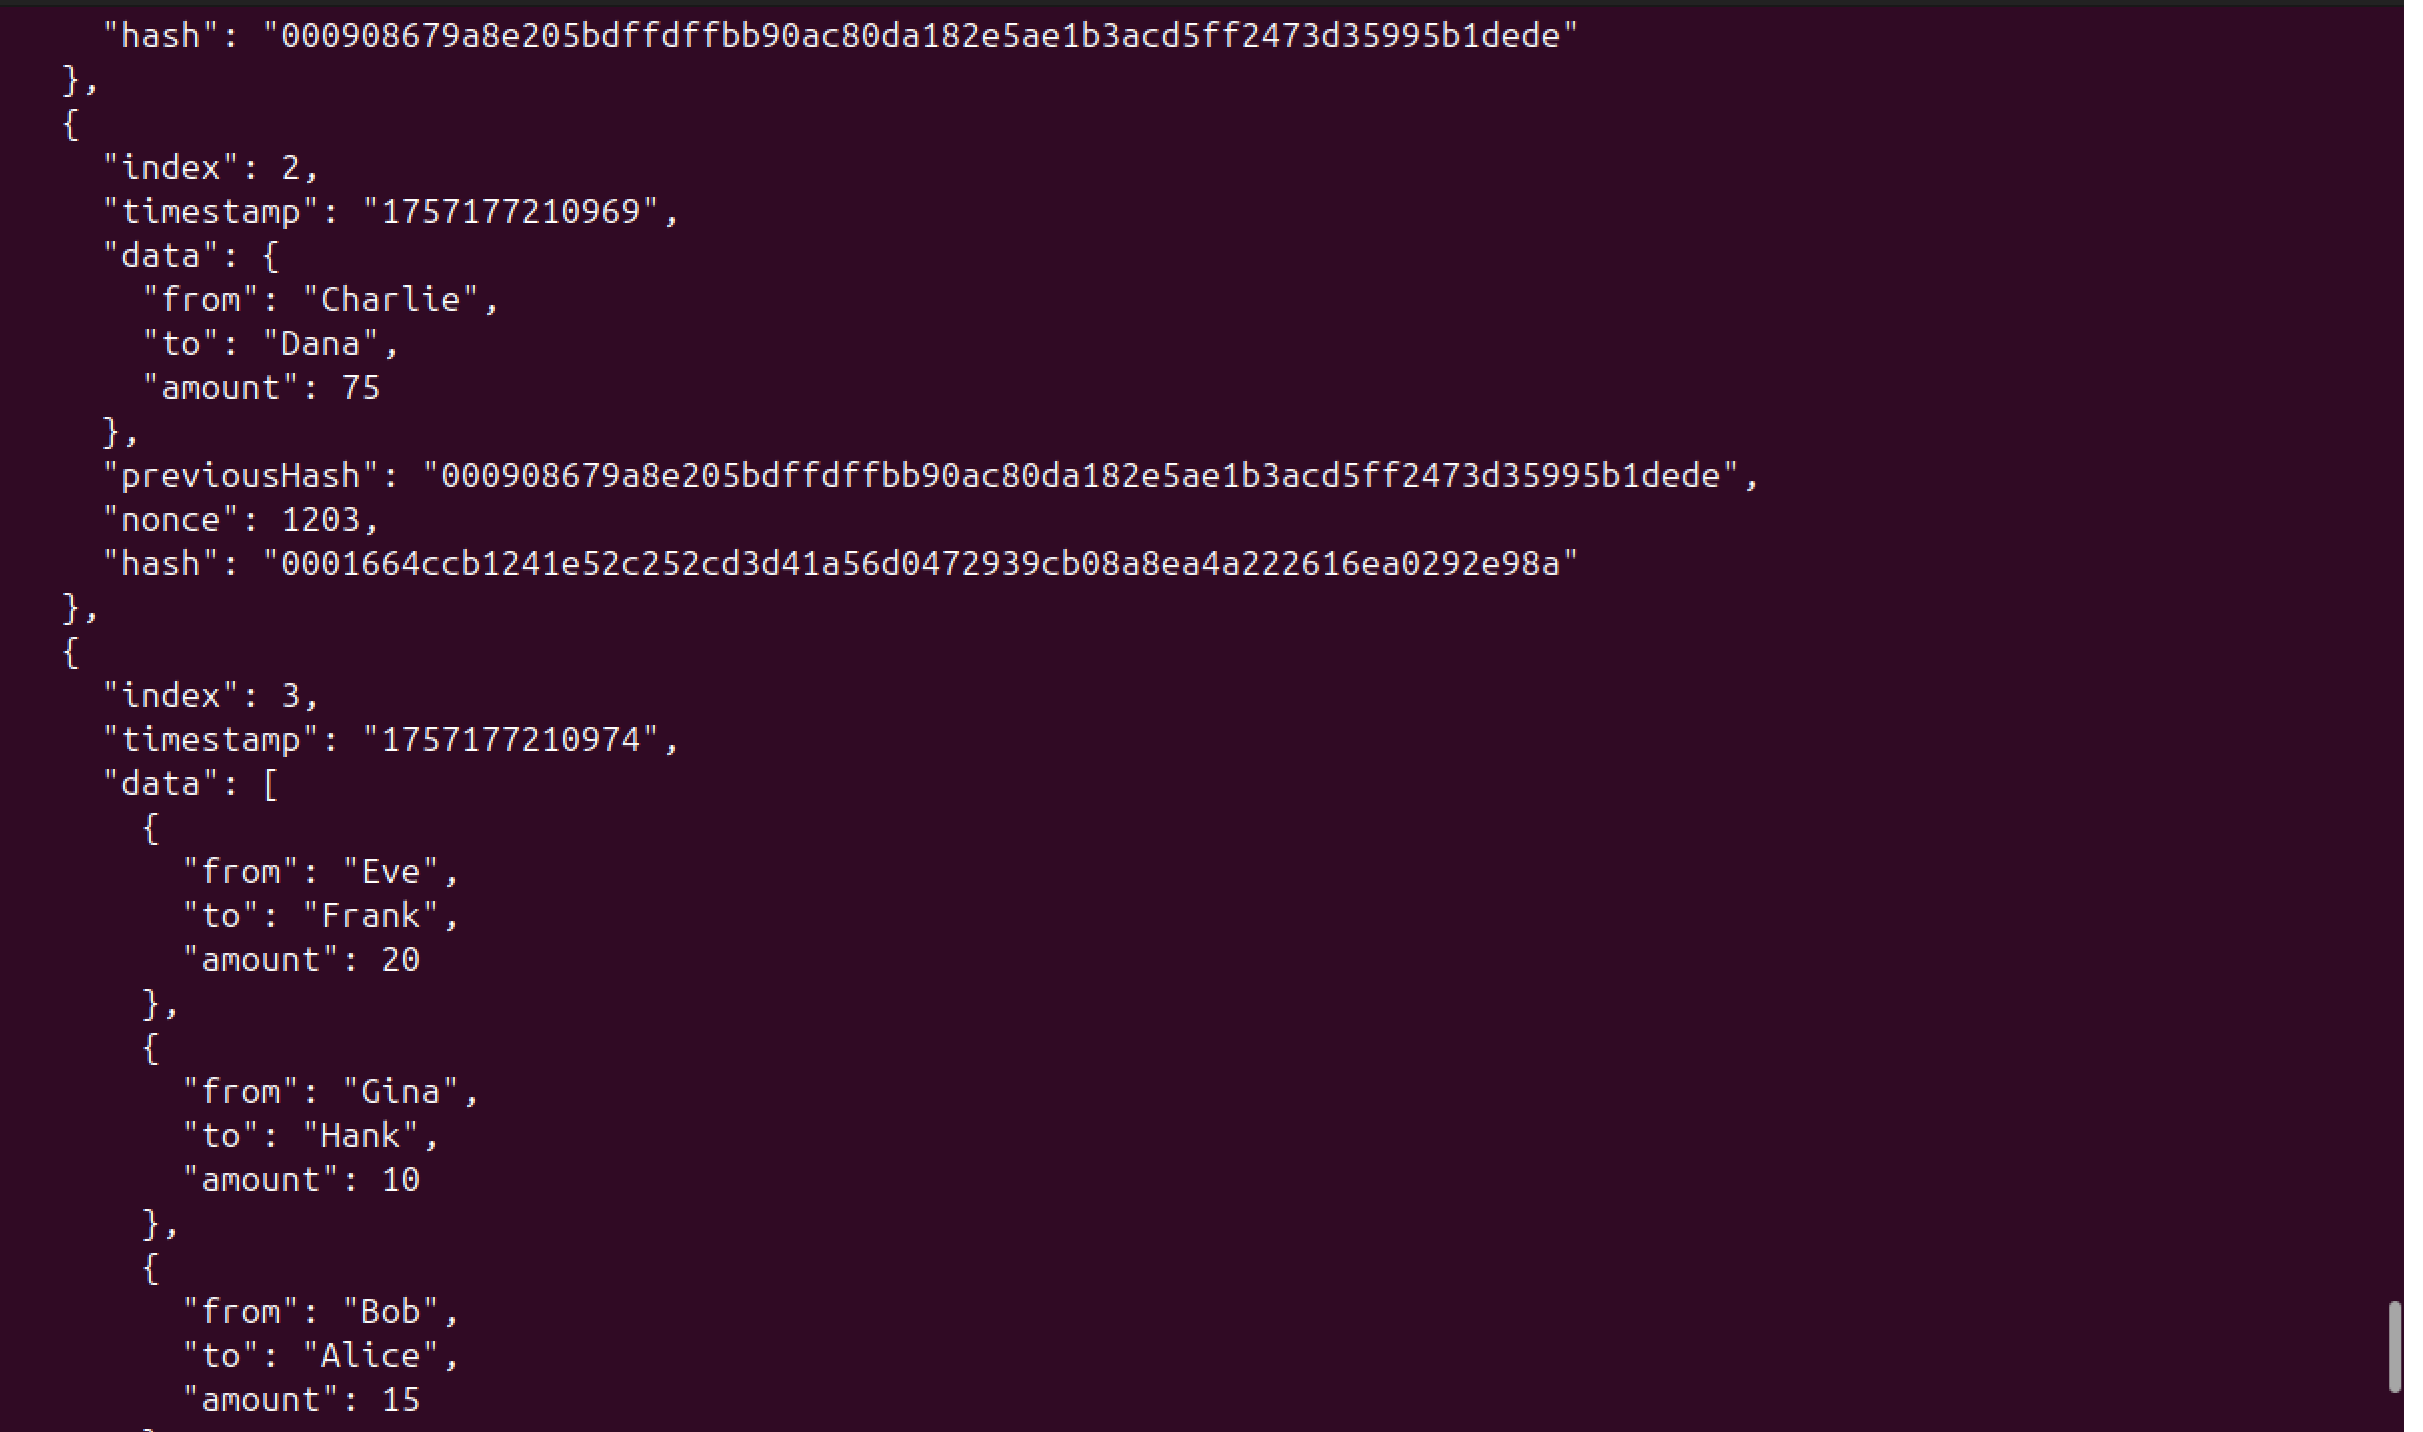 "hash": "000908679a8e205bdffdffbb90ac80da182e5ae1b3acd5ff2473d35995b1dede"
},
{
"index": 2,
"timestamp": "1757177210969",
"data": {
"from": "Charlie",
"to": "Dana",
"amount": 75
},
"previousHash": "000908679a8e205bdffdffbb90ac80da182e5ae1b3acd5ff2473d35995b1dede",
"nonce": 1203,
"hash": "0001664ccb1241e52c252cd3d41a56d0472939cb08a8ea4a222616ea0292e98a"
},
{
"index": 3,
"timestamp": "1757177210974",
"data": [
{
"from": "Eve",
"to": "Frank",
"amount": 20
},
{
"from": "Gina",
"to": "Hank",
"amount": 10
},
{
"from": "Bob",
"to": "Alice",
"amount": 15